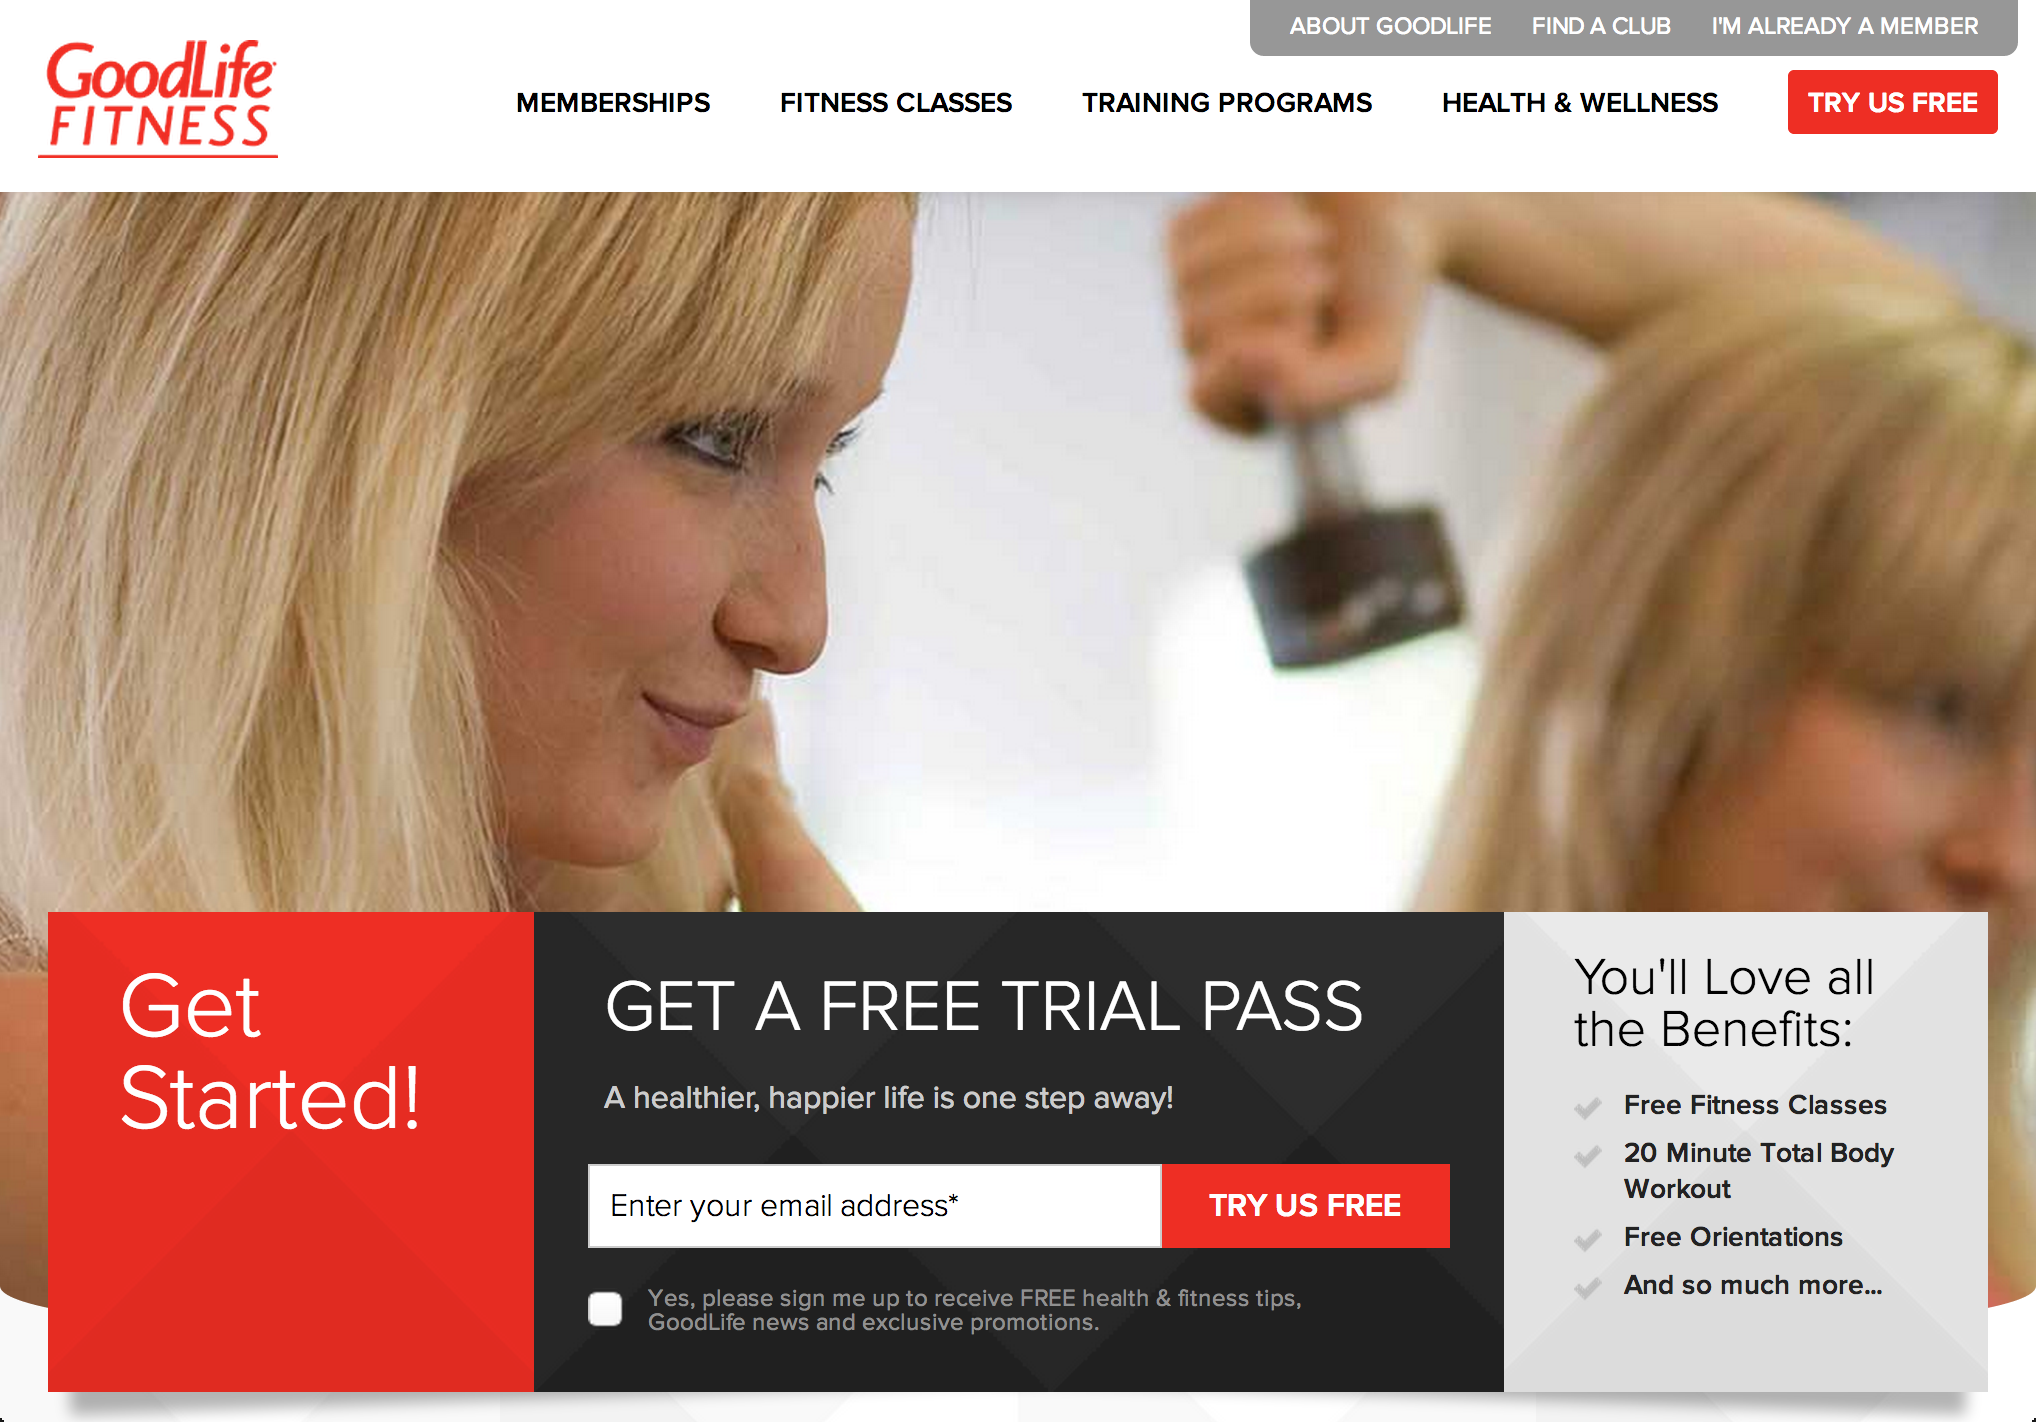 ABOUT GOODLIFE FIND A CLUB I'M ALREADY A MEMBER
GoodLife
FITNESS
MEMBERSHIPS FITNESS CLASSES TRAINING PROGRAMS HEALTH & WELLNESS TRY US FREE
Get
Started!
GET A FREE TRIAL PASS
A healthier, happier life is one step away!
Enter your email address*
TRY US FREE
Yes, please sign me up to receive FREE health & fitness tips,
GoodLife news and exclusive promotions.
You'll Love all
the Benefits:
Free Fitness Classes
20 Minute Total Body
Workout
Free Orientations
And so much more...